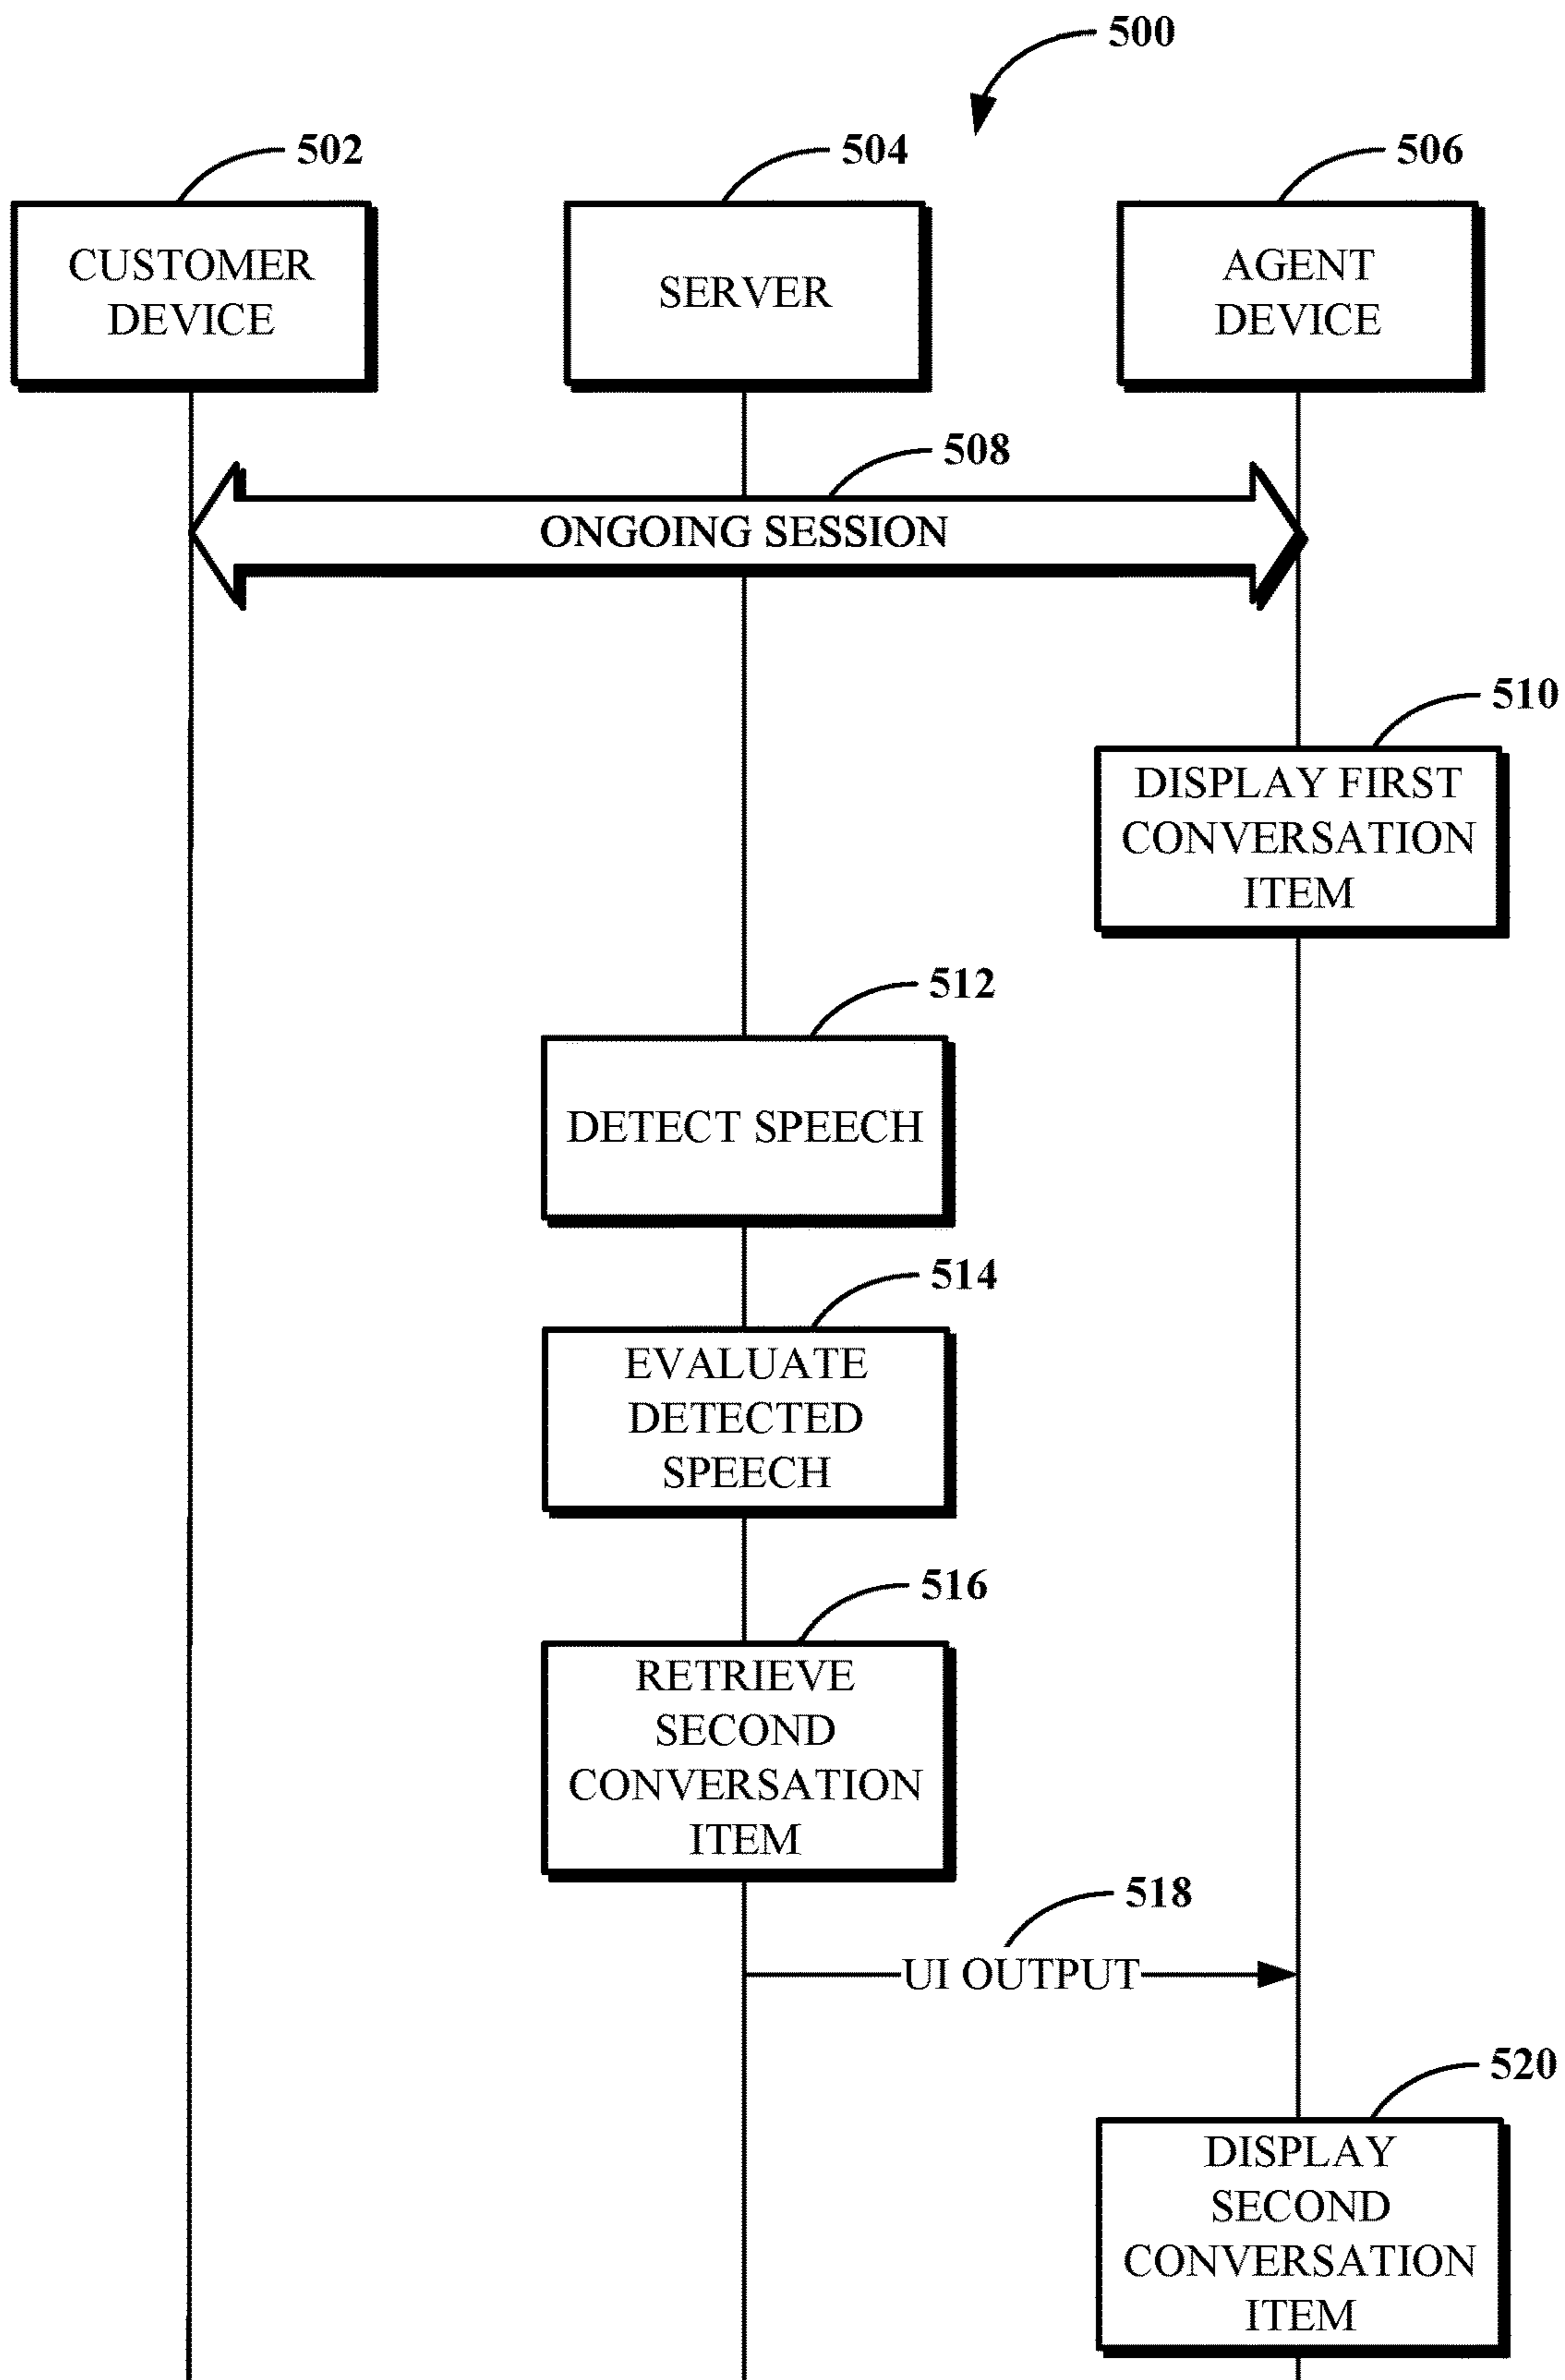 500
502
504
506
CUSTOMER
DEVICE
SERVER
AGENT
DEVICE
508
ONGOING SESSION
510
DISPLAY FIRST
CONVERSATION
ITEM
512
DETECT SPEECH
514
EVALUATE
DETECTED
SPEECH
516
RETRIEVE
SECOND
CONVERSATION
ITEM
518
UI OUTPUT
520
DISPLAY
SECOND
CONVERSATION
ITEM